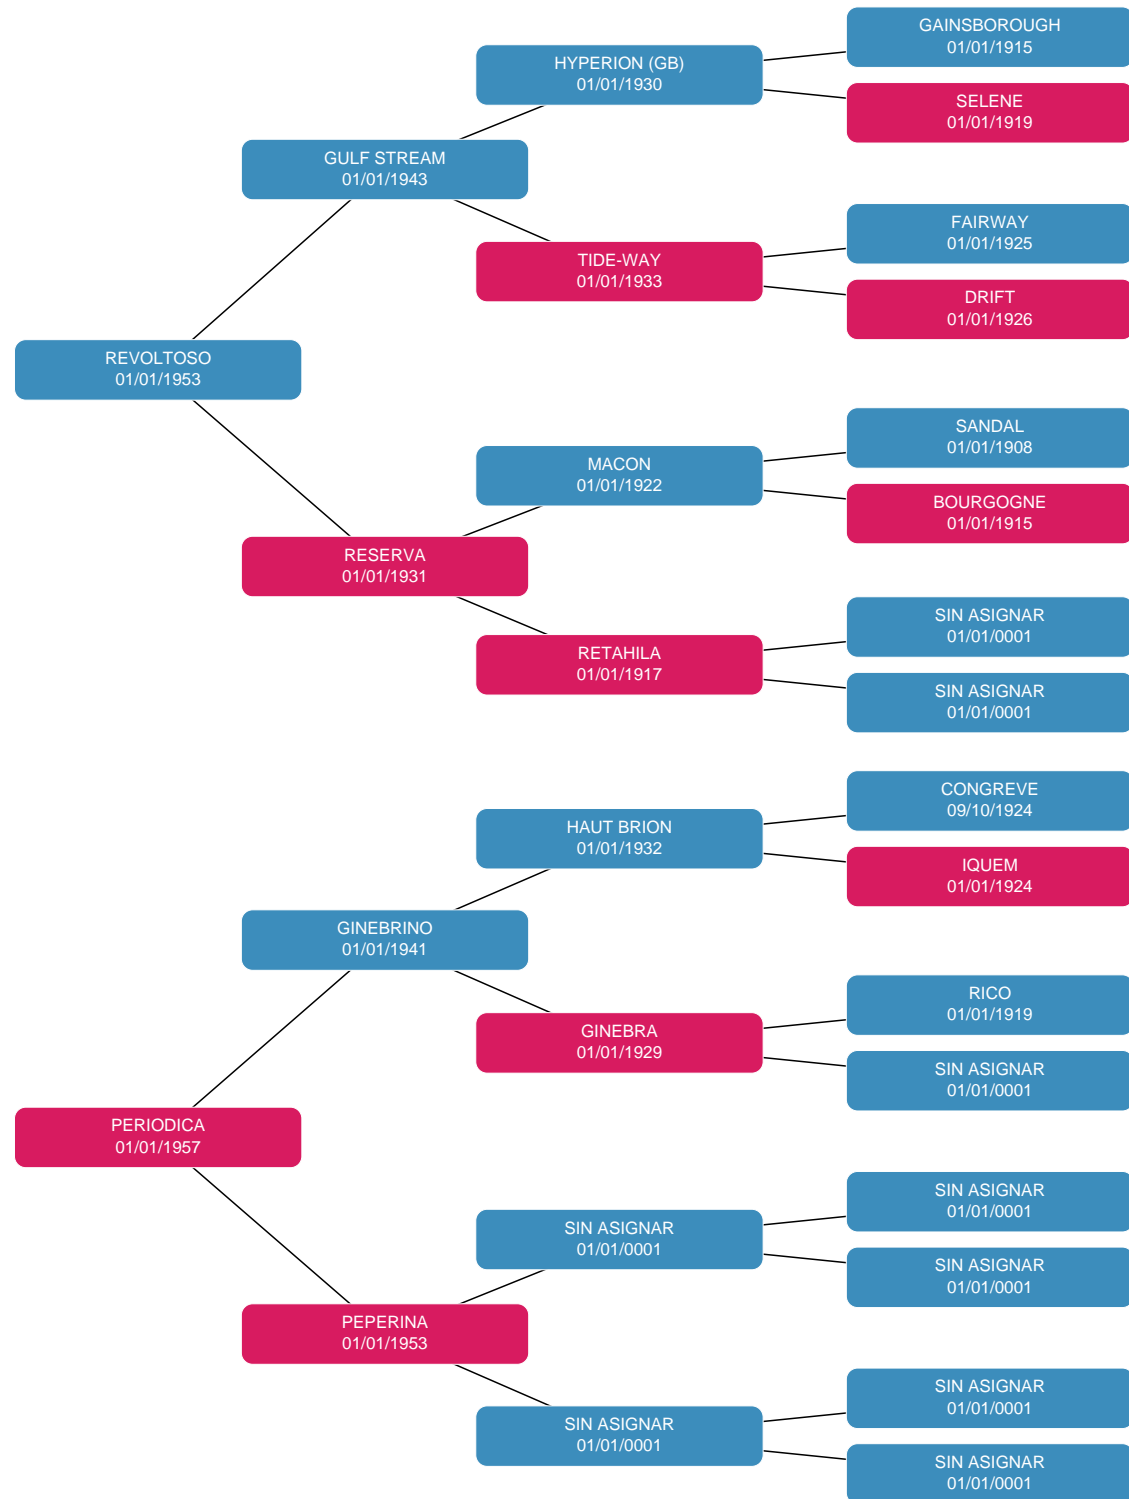 GAINSBOROUGH
01/01/1915
HYPERION (GB)
01/01/1930
SELENE
01/01/1919
GULF STREAM
01/01/1943
FAIRWAY
01/01/1925
TIDE-WAY
01/01/1933
DRIFT
01/01/1926
REVOLTOSO
01/01/1953
SANDAL
01/01/1908
MACON
01/01/1922
BOURGOGNE
01/01/1915
RESERVA
01/01/1931
SIN ASIGNAR
01/01/0001
RETAHILA
01/01/1917
SIN ASIGNAR
01/01/0001
CONGREVE
09/10/1924
HAUT BRION
01/01/1932
IQUEM
01/01/1924
GINEBRINO
01/01/1941
RICO
01/01/1919
GINEBRA
01/01/1929
SIN ASIGNAR
01/01/0001
PERIODICA
01/01/1957
SIN ASIGNAR
01/01/0001
SIN ASIGNAR
01/01/0001
SIN ASIGNAR
01/01/0001
PEPERINA
01/01/1953
SIN ASIGNAR
01/01/0001
SIN ASIGNAR
01/01/0001
SIN ASIGNAR
01/01/0001